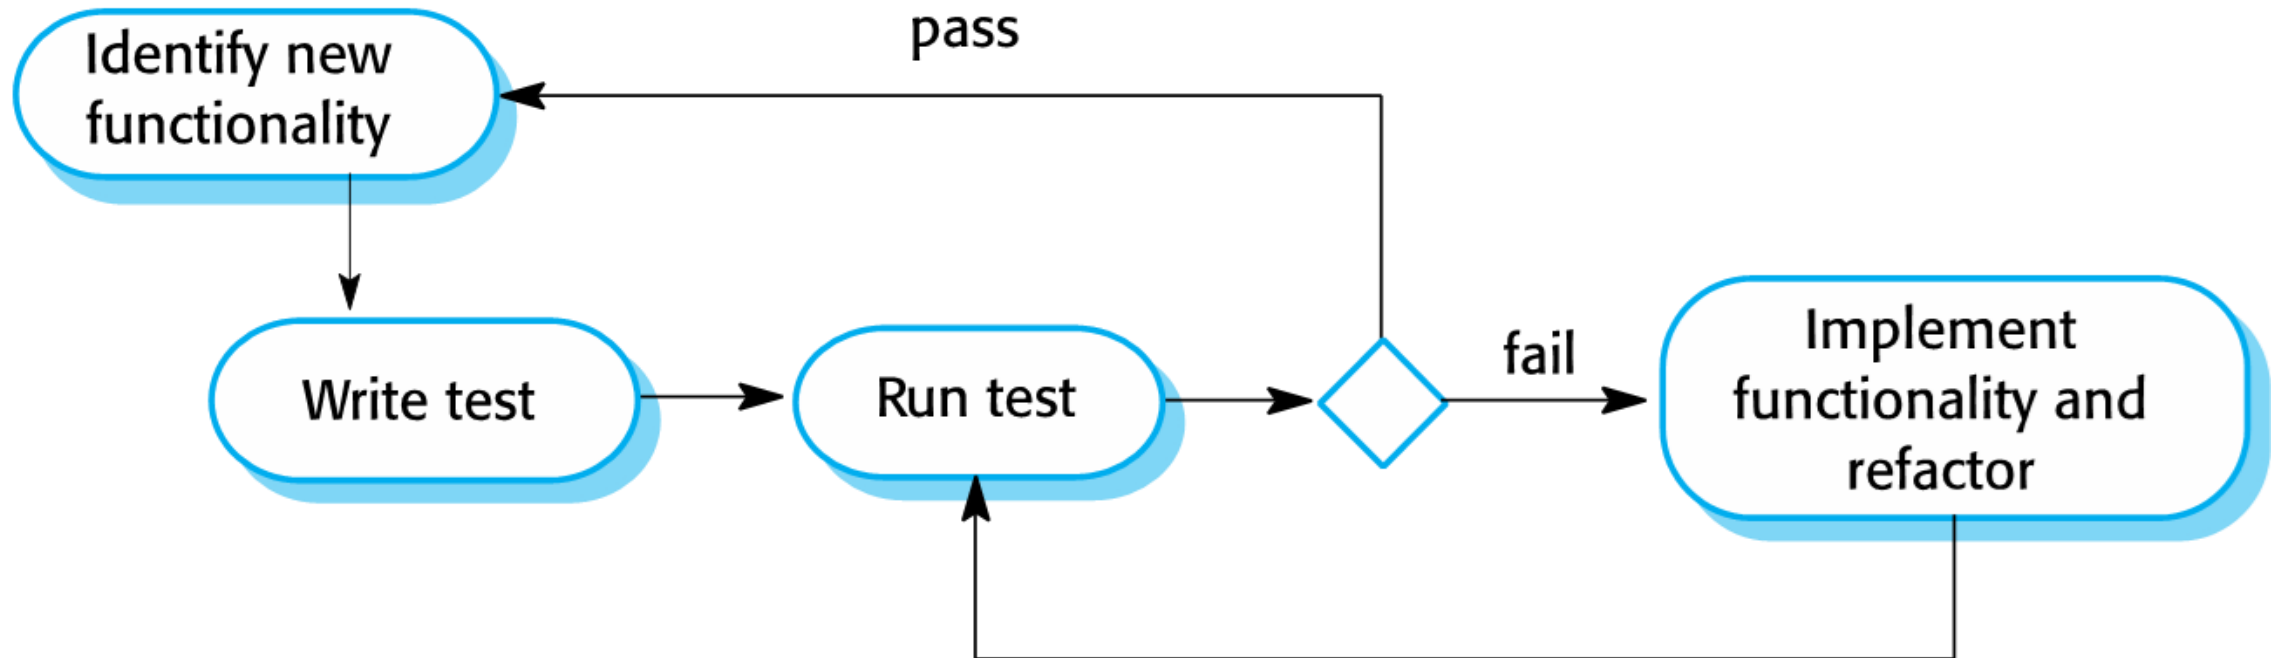 Identify new
functionality
pass
Write test
Run test
fail
Implement
functionality and
refactor